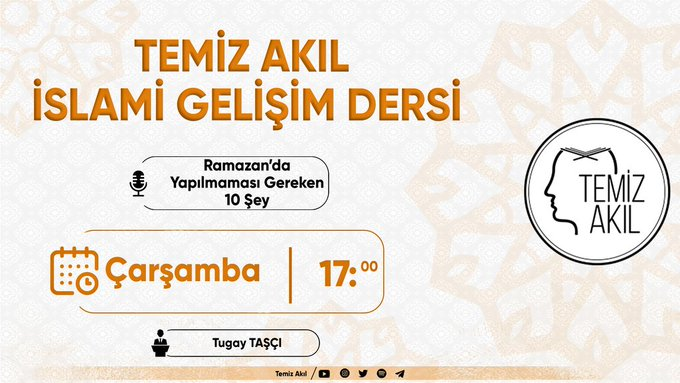 TEMİZ AKIL
İSLAMİ GELİŞİM DERSİ
Ramazan’da
Yapılmaması Gereken
10 Şey
TEMİZ
AKIL
Çarşamba
17:00
Tugay TAŞÇI
Temiz Akıl